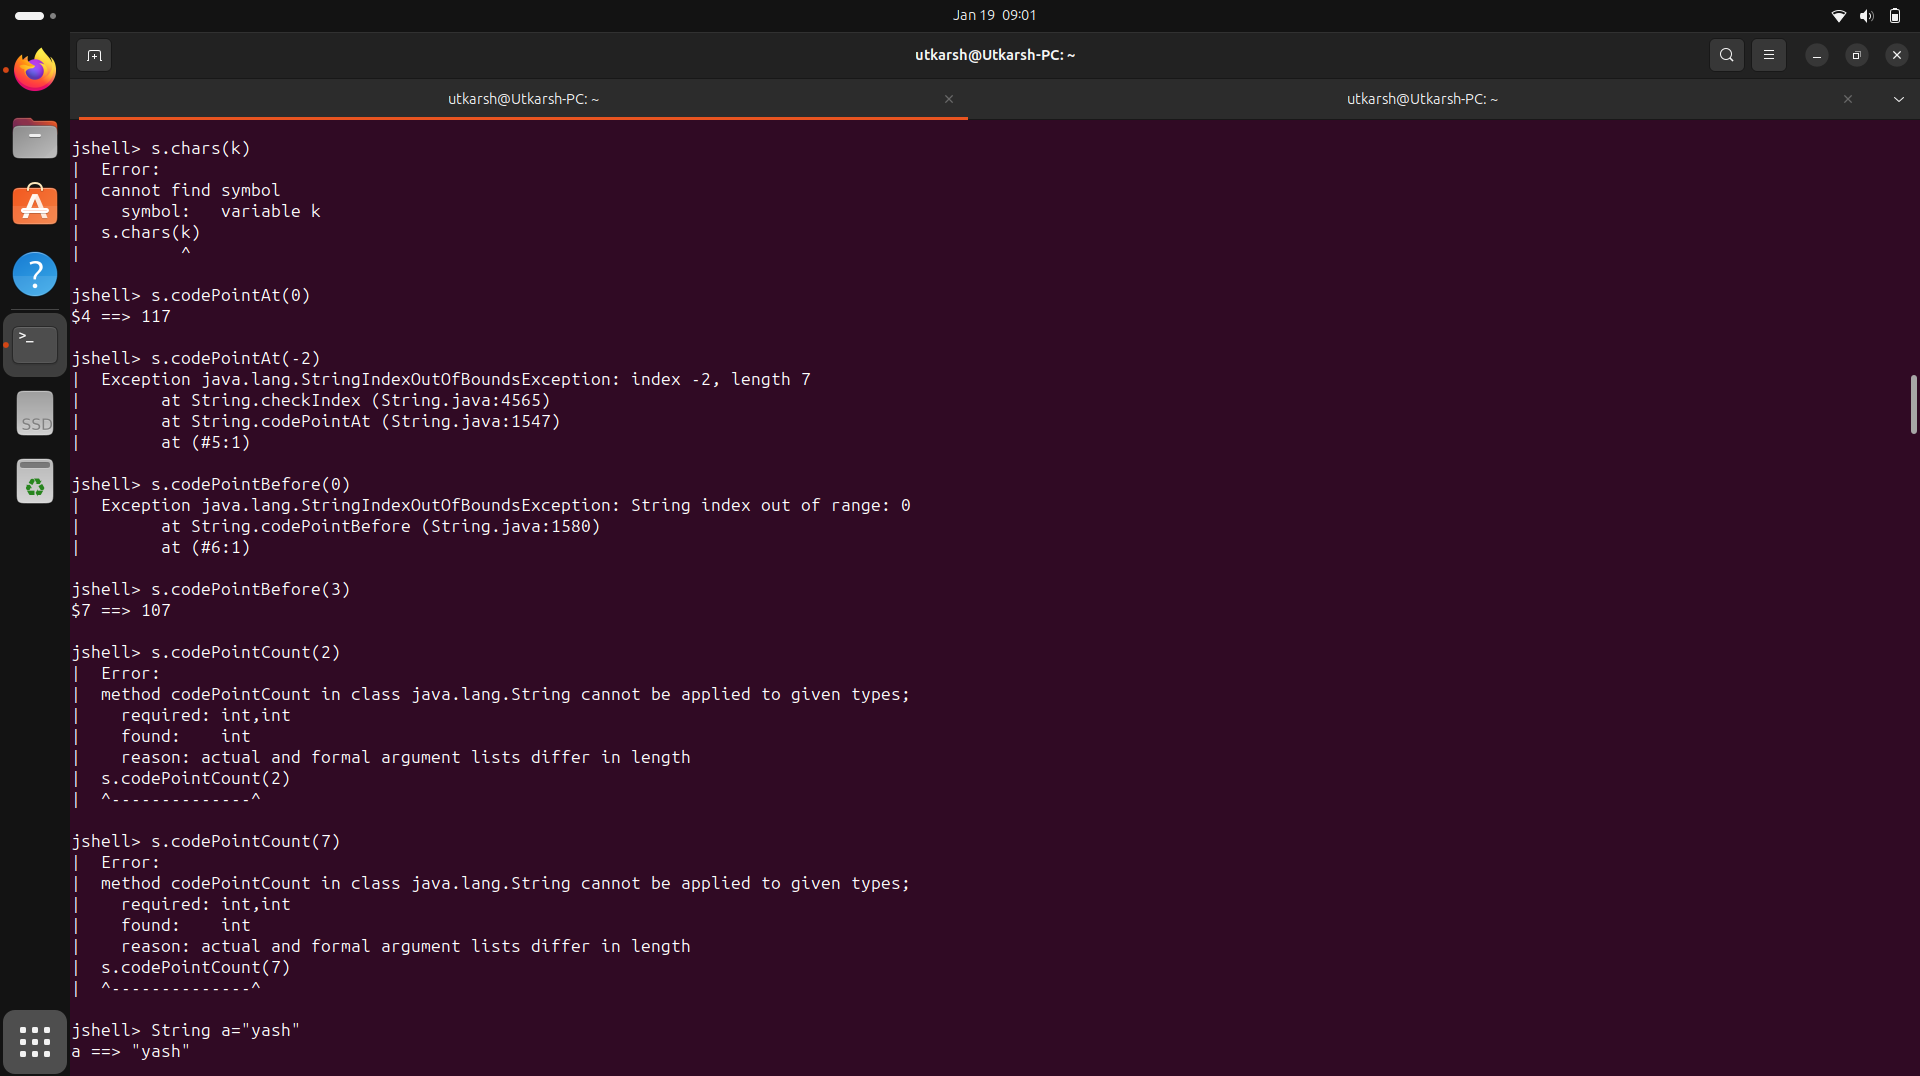 Jan 19 09:01
utkarsh@Utkarsh-PC: ~
utkarsh@Utkarsh-PC: ~
utkarsh@Utkarsh-PC: ~
jshell> s.chars(k)
|  Error:
|  cannot find symbol
|    symbol:   variable k
|  s.chars(k)
|          ^
jshell> s.codePointAt(0)
$4 ==> 117
jshell> s.codePointAt(-2)
|  Exception java.lang.StringIndexOutOfBoundsException: index -2, length 7
|        at String.checkIndex (String.java:4565)
|        at String.codePointAt (String.java:1547)
|        at (#5:1)
jshell> s.codePointBefore(0)
|  Exception java.lang.StringIndexOutOfBoundsException: String index out of range: 0
|        at String.codePointBefore (String.java:1580)
|        at (#6:1)
jshell> s.codePointBefore(3)
$7 ==> 107
jshell> s.codePointCount(2)
|  Error:
|  method codePointCount in class java.lang.String cannot be applied to given types;
|    required: int,int
|    found:    int
|    reason: actual and formal argument lists differ in length
|  s.codePointCount(2)
|  ^--------------^
jshell> s.codePointCount(7)
|  Error:
|  method codePointCount in class java.lang.String cannot be applied to given types;
|    required: int,int
|    found:    int
|    reason: actual and formal argument lists differ in length
|  s.codePointCount(7)
|  ^--------------^
jshell> String a="yash"
a ==> "yash"
>_
SSD